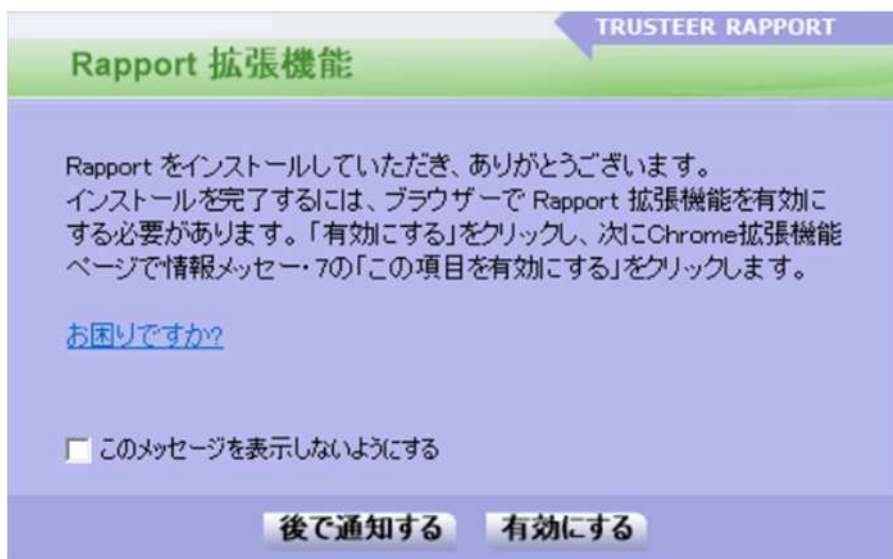 TRUSTEER RAPPORT
Rapport 拡張機能
Rapport をインストールしていただき、ありがとうございます。
インストールを完了するには、ブラウザーで Rapport 拡張機能を有効に
する必要があります。「有効にする」をクリックし、次にChrome拡張機能
ページで情報メッセー・7の「この項目を有効にする」をクリックします。
お困りですか?
このメッセージを表示しないようにする
後で通知する 有効にする